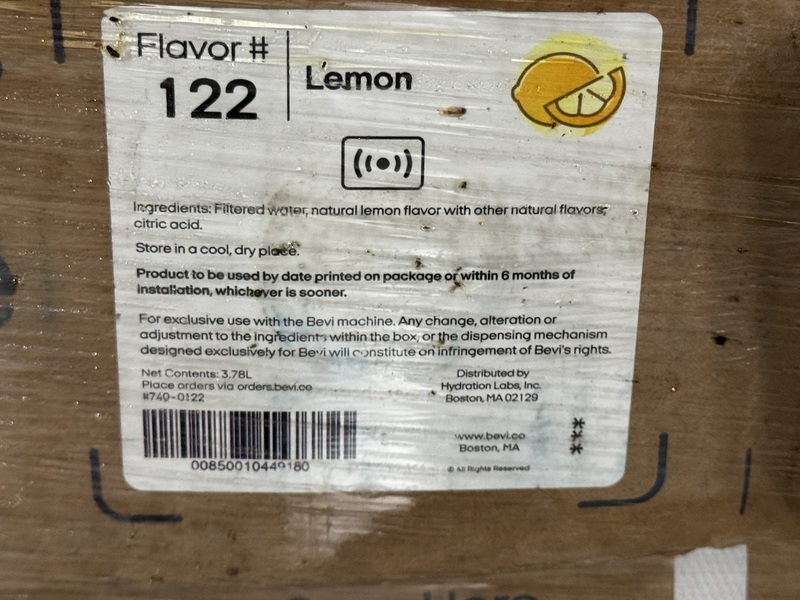 Flavor #
122
Lemon
Ingredients: Filtered water, natural lemon flavor with other natural flavors,
citric acid.
Store in a cool, dry place.
Product to be used by date printed on package or within 6 months of
installation, whichever is sooner.
For exclusive use with the Bevi machine. Any change, alteration or
adjustment to the ingredients within the box, or the dispensing mechanism
designed exclusively for Bevi will constitute an infringement of Bevi's rights.
Net Contents: 3.78L
Place orders via orders.bevi.co
#740-0122
00850010449180
Distributed by
Hydration Labs, Inc.
Boston, MA 02129
www.bevi.co
Boston, MA
© All Rights Reserved
***